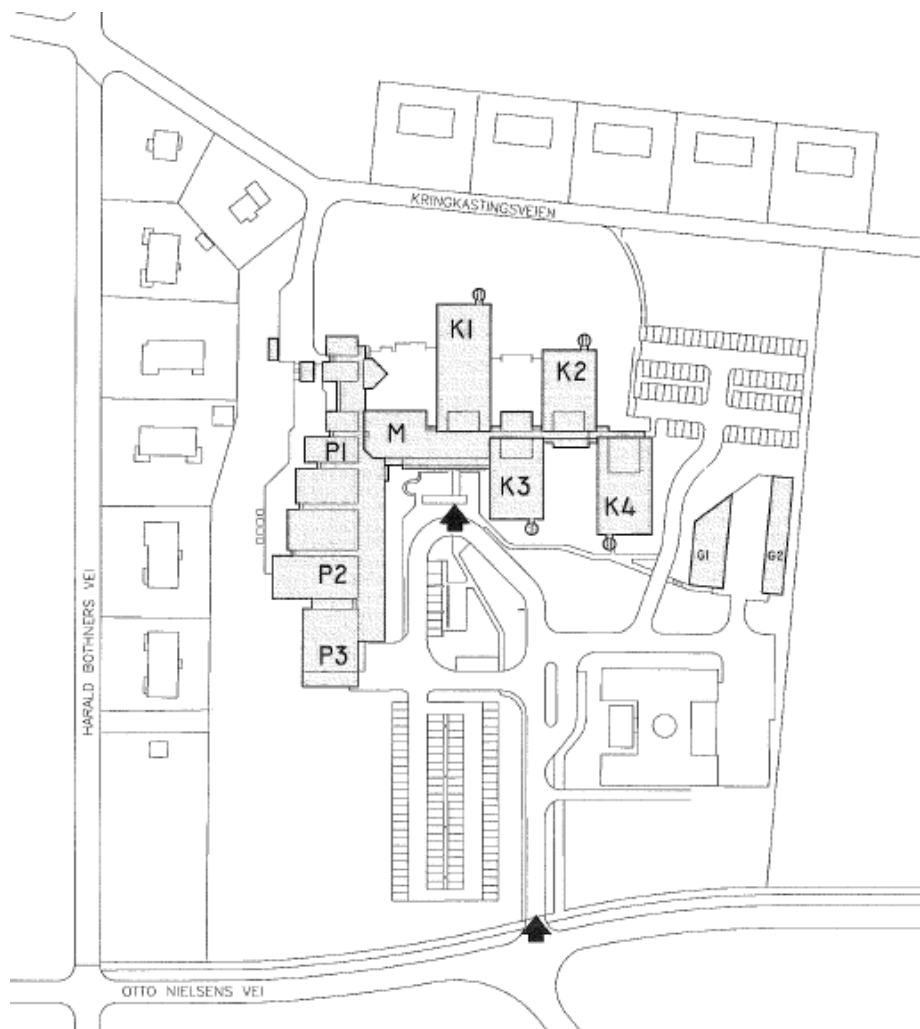 KRINGKASTINGSVEIEN
K1
K2
M
P1
K3
K4
G1
G2
P2
P3
HARALD BOTHNERS VEI
OTTO NIELSENS VEI